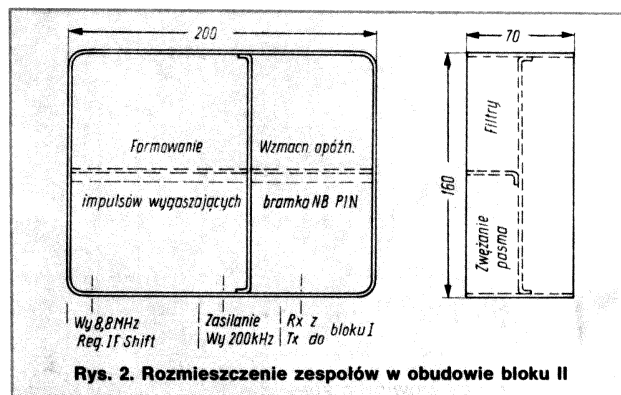 200
70
Formowanie
Wzmacn. opóźn.
impulsów wygaszających
bramka NB PIN
Filtry
160
Zwężanie
pasma
Wy 8,8MHz
Reg. IF Shift
Zasilanie
Wy 200kHz
Rx z
Tx do
bloku I
Rys. 2. Rozmieszczenie zespołów w obudowie bloku II